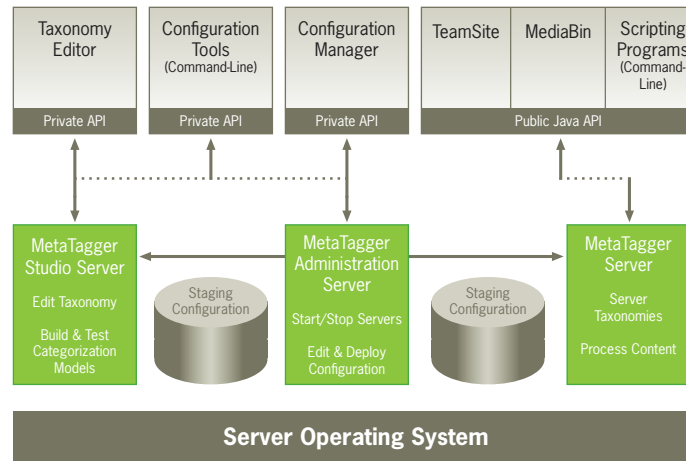 Taxonomy
Editor
Private API
Configuration
Tools
(Command-Line)
Private API
Configuration
Manager
Private API
TeamSite
MediaBin
Scripting
Programs
(Command-
Line)
Public Java API
MetaTagger
Studio Server
Edit Taxonomy
Build & Test
Categorization
Models
Staging
Configuration
MetaTagger
Administration
Server
Start/Stop Servers
Edit & Deploy
Configuration
Staging
Configuration
MetaTagger
Server
Server
Taxonomies
Process Content
Server Operating System